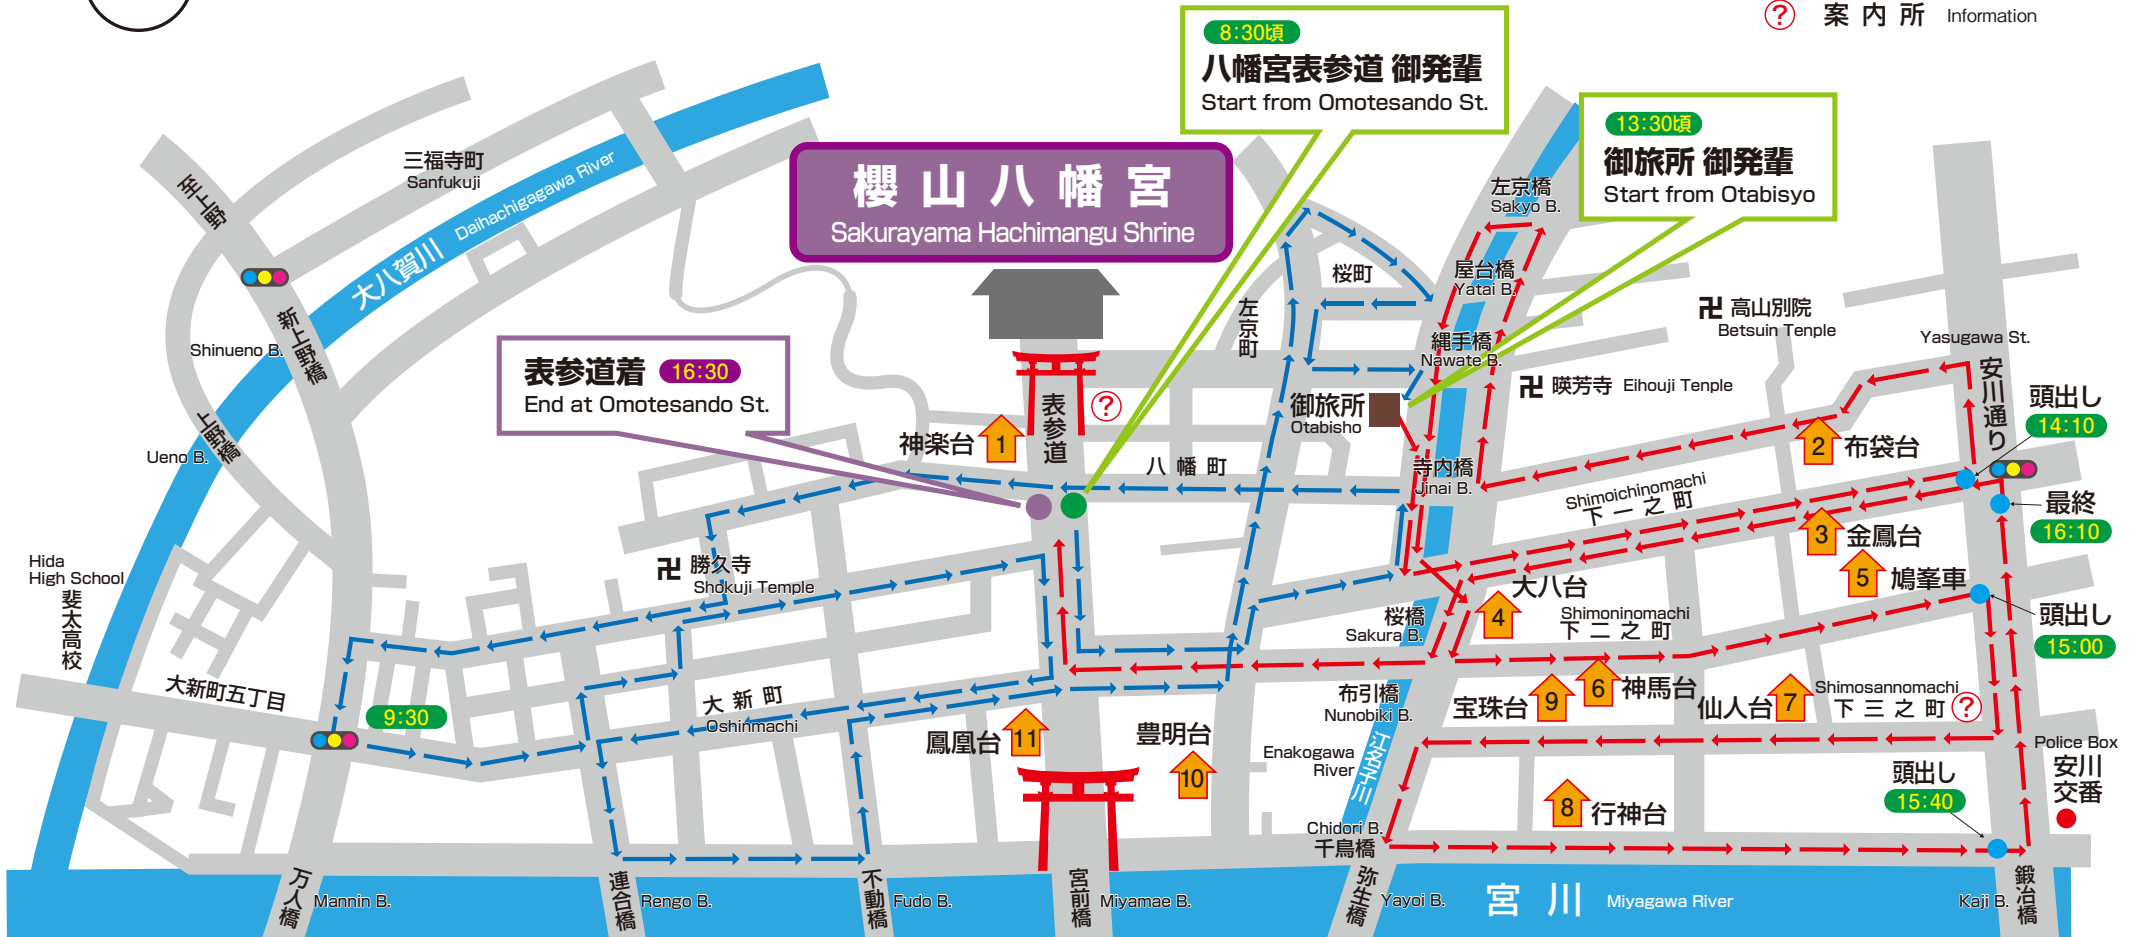 ? 案内所 Information
8:30頃
八幡宮表参道 御発輦
Start from Omotesando St.
13:30頃
御旅所 御発輦
Start from Otabisyo
櫻山八幡宮
Sakurayama Hachimangu Shrine
表参道着 16:30
End at Omotesando St.
至上野
三福寺町
Sanfukuji
大八賀川 Daihachigagawa River
新上野橋
Shinueno B.
上野橋
Ueno B.
Hida
High School
斐太高校
大新町五丁目
9:30
卍 勝久寺
Shokuji Temple
大新町
Oshinmachi
神楽台 1
表参道
?
八幡町
左京町
桜町
御旅所
Otabisho
左京橋
Sakyo B.
屋台橋
Yatai B.
縄手橋
Nawate B.
寺内橋
Jinai B.
卍 高山別院
Betsuin Tenple
卍 暎芳寺 Eihouji Tenple
Yasugawa St.
安川通り
頭出し
14:10
2 布袋台
Shimoichinomachi
下一之町
最終
16:10
3 金鳳台
5 鳩峯車
大八台
4
桜橋
Sakura B.
Shimoninomachi
下二之町
頭出し
15:00
布引橋
Nunobiki B.
宝珠台 9
6 神馬台
仙人台 7
Shimosannomachi
下三之町 ?
鳳凰台 11
豊明台
10
Enakogawa
River
江名子川
8 行神台
頭出し
15:40
Police Box
安川
交番
Chidori B.
千鳥橋
万人橋
Mannin B.
連合橋
Rengo B.
不動橋
Fudo B.
宮前橋
Miyamae B.
弥生橋
Yayoi B.
宮川 Miyagawa River
Kaji B.
鍛冶橋